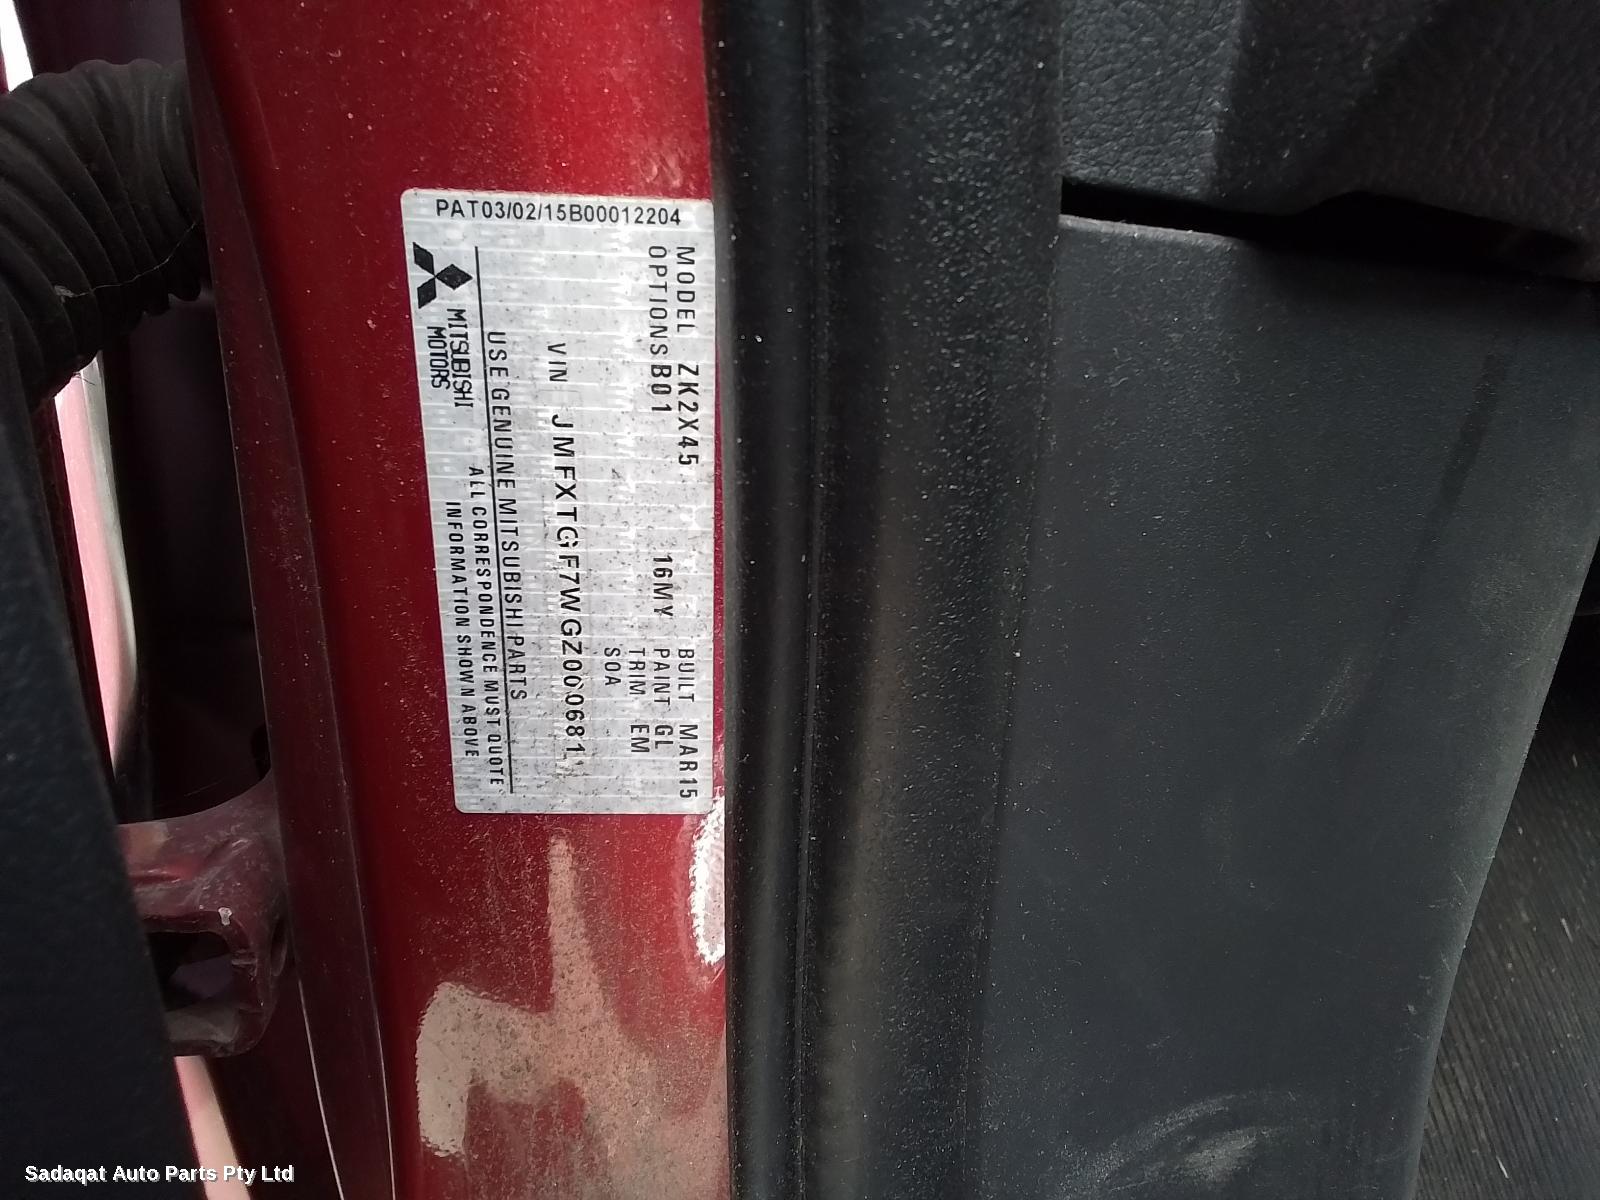 PAT03/02/15B00012204
MODEL ZK2X45 BUILT MAR15
OPTIONS B01 16MY PAINT GL
TRIM EM
SOA
VIN JMFXTGF7WGZ000681
USE GENUINE MITSUBISHI PARTS
MITSUBISHI
MOTORS
ALL CORRESPONDENCE MUST QUOTE
INFORMATION SHOWN ABOVE
Sadaqat Auto Parts Pty Ltd